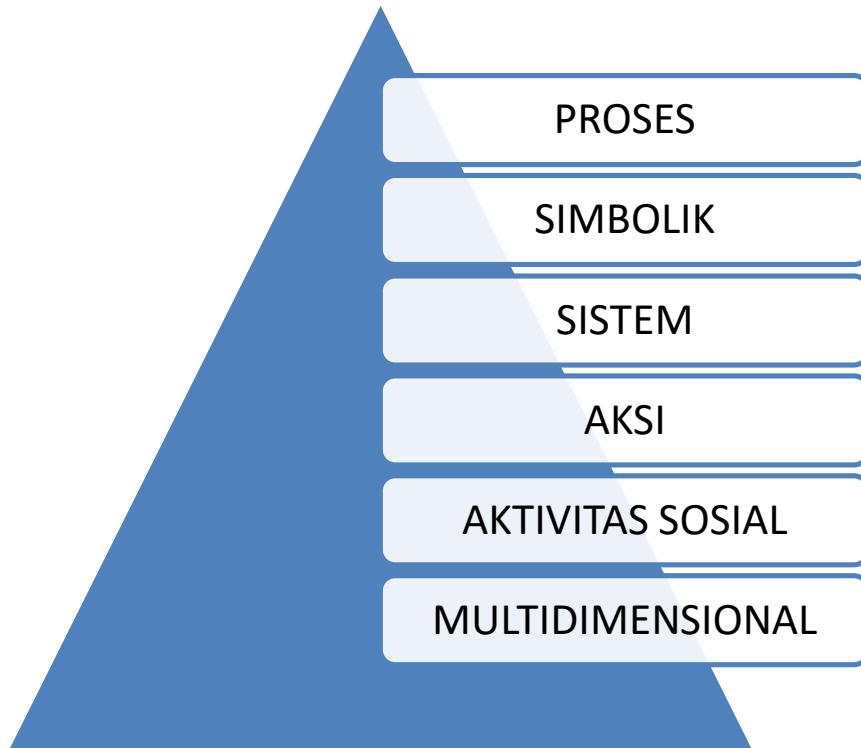 PROSES
SIMBOLIK
SISTEM
AKSI
AKTIVITAS SOSIAL
MULTIDIMENSIONAL